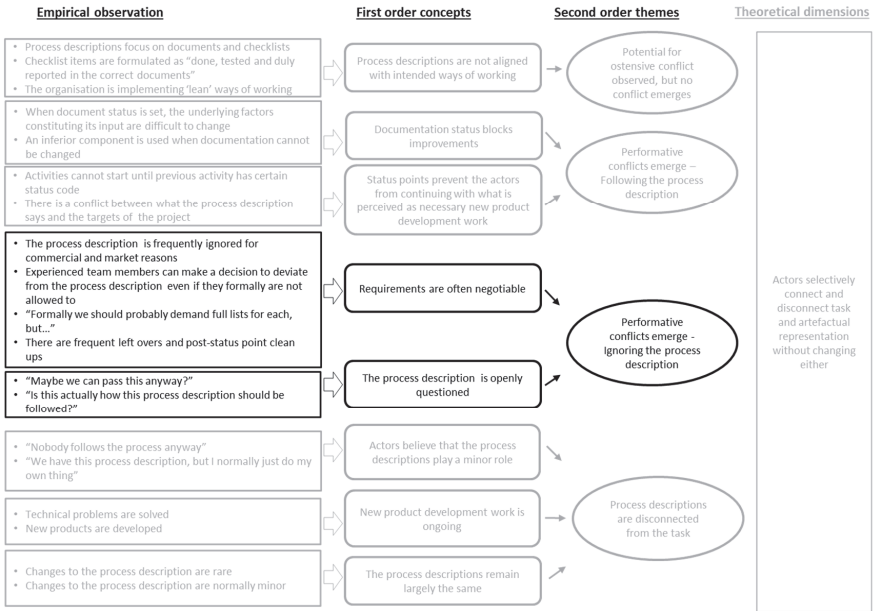 Empirical observation
First order concepts
Second order themes
Theoretical dimensions
• Process descriptions focus on documents and checklists
• Checklist items are formulated as “done, tested and duly
reported in the correct documents”
• The organisation is implementing ‘lean’ ways of working
Process descriptions are not aligned
with intended ways of working
Potential for
ostensive conflict
observed, but no
conflict emerges
• When document status is set, the underlying factors
constituting its input are difficult to change
• An inferior component is used when documentation cannot
be changed
Documentation status blocks
improvements
• Activities cannot start until previous activity has certain
status code
- There is a conflict between what the process description
says and the targets of the project
Status points prevent the actors
from continuing with what is
perceived as necessary new product
development work
Performative
conflicts emerge –
Following the process
description
• The process description is frequently ignored for
commercial and market reasons
• Experienced team members can make a decision to deviate
from the process description even if they formally are not
allowed to
• “Formally we should probably demand full lists for each,
but…”
• There are frequent left overs and post-status point clean
ups
Requirements are often negotiable
• “Maybe we can pass this anyway?”
• “Is this actually how this process description should be
followed?”
The process description is openly
questioned
Performative
conflicts emerge -
Ignoring the process
description
• “Nobody follows the process anyway”
• “We have this process description, but I normally just do my
own thing”
Actors believe that the process
descriptions play a minor role
• Technical problems are solved
• New products are developed
New product development work is
ongoing
• Changes to the process description are rare
• Changes to the process description are normally minor
The process descriptions remain
largely the same
Process descriptions
are disconnected
from the task
Actors selectively
connect and
disconnect task
and artefactual
representation
without changing
either